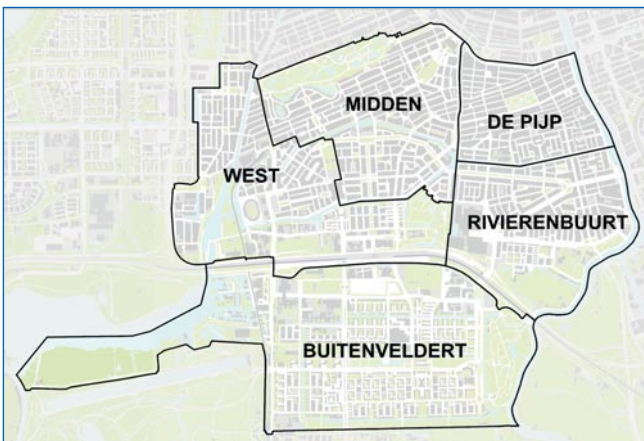 MIDDEN
DE PIJP
WEST
RIVIERENBUURT
BUITENVELDERT